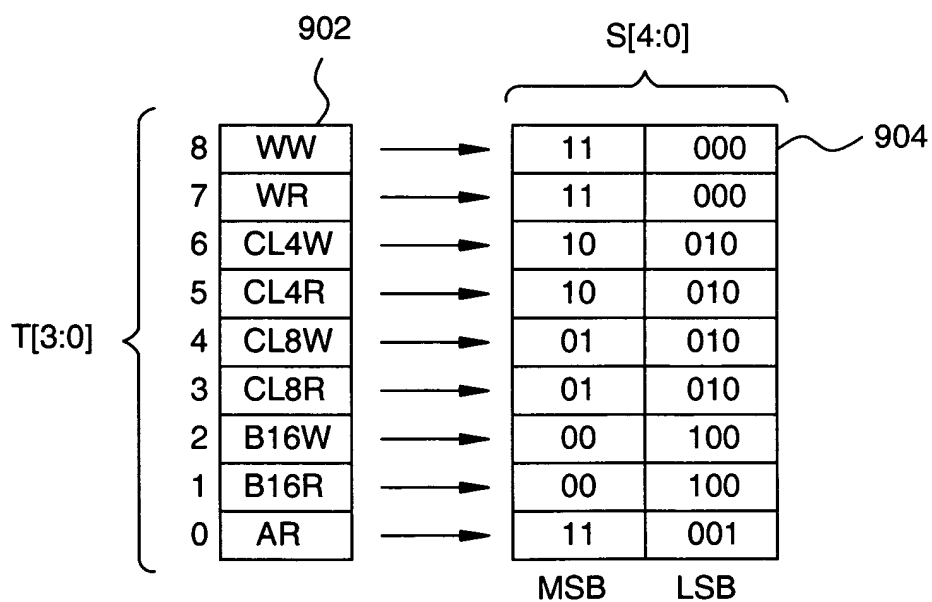 902
S[4:0]
904
T[3:0]
8 WW 11 000
7 WR 11 000
6 CL4W 10 010
5 CL4R 10 010
4 CL8W 01 010
3 CL8R 01 010
2 B16W 00 100
1 B16R 00 100
0 AR 11 001
MSB LSB